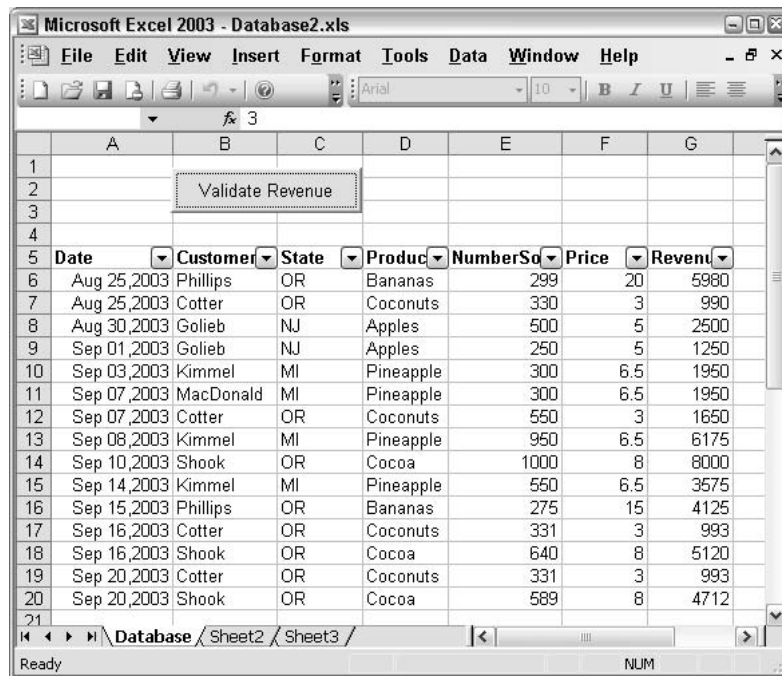 Microsoft Excel 2003 - Database2.xls
File Edit View Insert Format Tools Data Window Help
Arial 10 B I U
fx 3
A B C D E F G
1
2 Validate Revenue
3
4
5 Date Customer State Produc NumberSo Price Revenu
6 Aug 25,2003 Phillips OR Bananas 299 20 5980
7 Aug 25,2003 Cotter OR Coconuts 330 3 990
8 Aug 30,2003 Golieb NJ Apples 500 5 2500
9 Sep 01,2003 Golieb NJ Apples 250 5 1250
10 Sep 03,2003 Kimmel MI Pineapple 300 6.5 1950
11 Sep 07,2003 MacDonald MI Pineapple 300 6.5 1950
12 Sep 07,2003 Cotter OR Coconuts 550 3 1650
13 Sep 08,2003 Kimmel MI Pineapple 950 6.5 6175
14 Sep 10,2003 Shook OR Cocoa 1000 8 8000
15 Sep 14,2003 Kimmel MI Pineapple 550 6.5 3575
16 Sep 15,2003 Phillips OR Bananas 275 15 4125
17 Sep 16,2003 Cotter OR Coconuts 331 3 993
18 Sep 16,2003 Shook OR Cocoa 640 8 5120
19 Sep 20,2003 Cotter OR Coconuts 331 3 993
20 Sep 20,2003 Shook OR Cocoa 589 8 4712
21
Database Sheet2 Sheet3
Ready NUM